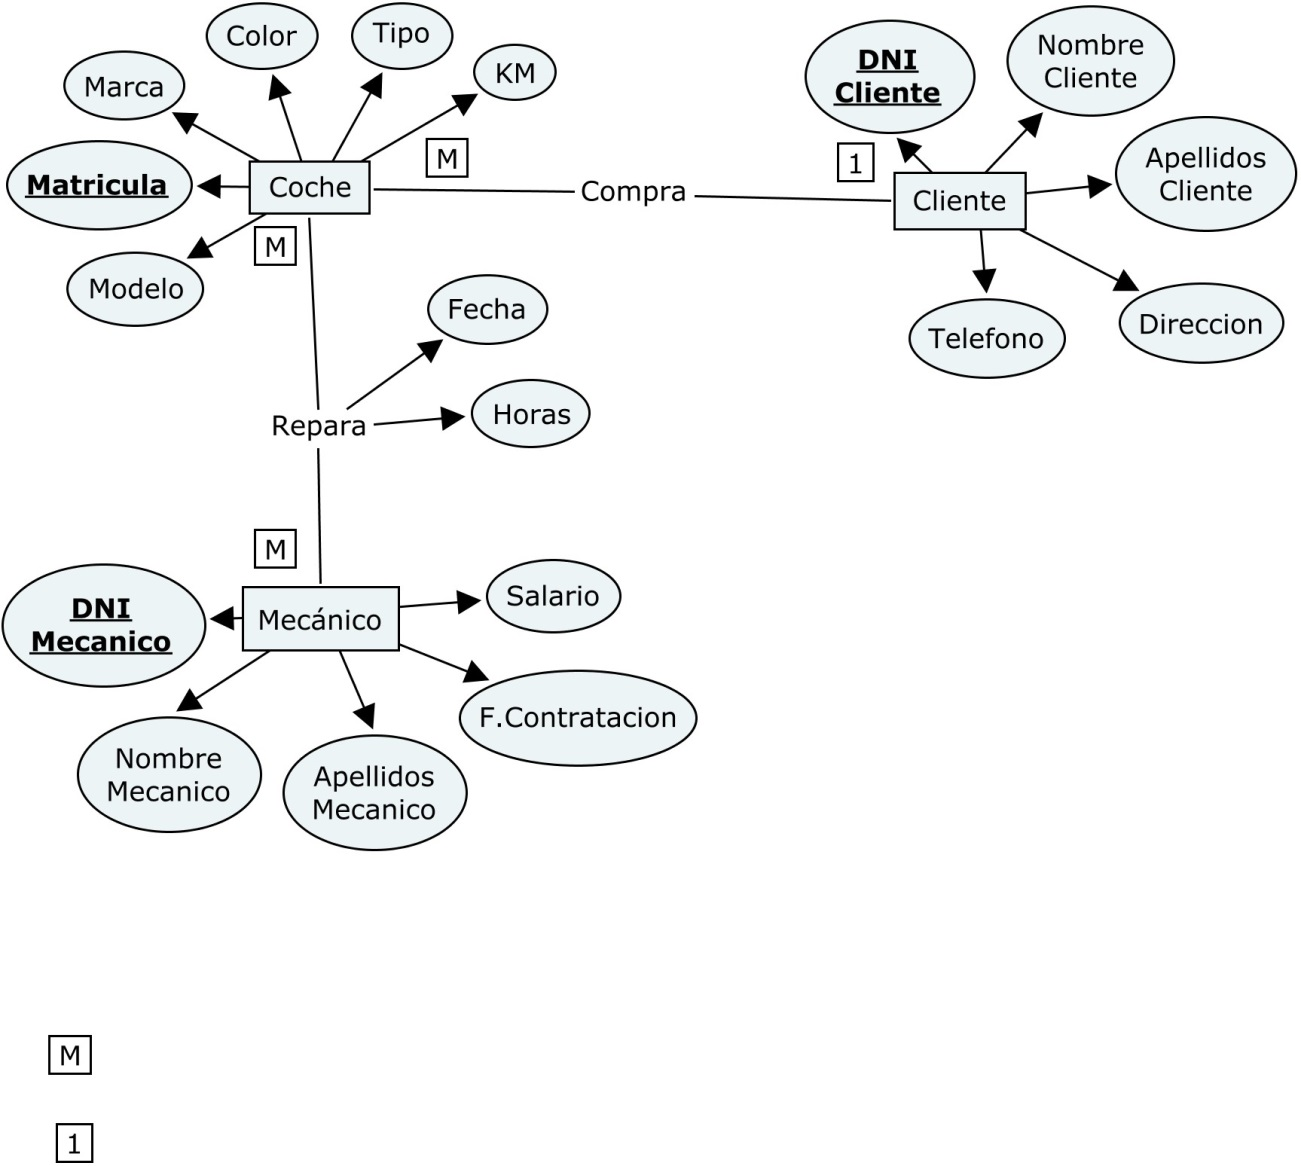 Color
Tipo
KM
Marca
Matricula
Coche
M
Modelo
M
Compra
DNI
Cliente
Nombre
Cliente
Apellidos
Cliente
1
Cliente
Telefono
Direccion
Fecha
Repara
Horas
M
DNI
Mecanico
Mecánico
Salario
F.Contratacion
Nombre
Mecanico
Apellidos
Mecanico
M
1